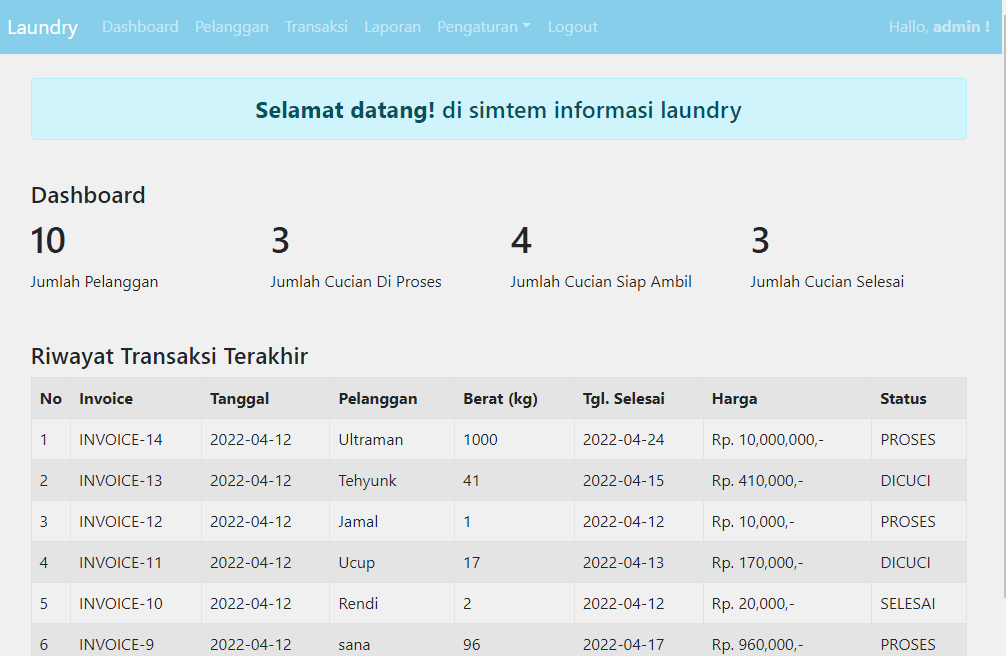 Laundry Dashboard Pelanggan Transaksi Laporan Pengaturan Logout Hallo, admin !
Selamat datang! di simtem informasi laundry
Dashboard
10 3 4 3
Jumlah Pelanggan Jumlah Cucian Di Proses Jumlah Cucian Siap Ambil Jumlah Cucian Selesai
Riwayat Transaksi Terakhir
No Invoice Tanggal Pelanggan Berat (kg) Tgl. Selesai Harga Status
1 INVOICE-14 2022-04-12 Ultraman 1000 2022-04-24 Rp. 10,000,000,- PROSES
2 INVOICE-13 2022-04-12 Tehyunk 41 2022-04-15 Rp. 410,000,- DICUCI
3 INVOICE-12 2022-04-12 Jamal 1 2022-04-12 Rp. 10,000,- PROSES
4 INVOICE-11 2022-04-12 Ucup 17 2022-04-13 Rp. 170,000,- DICUCI
5 INVOICE-10 2022-04-12 Rendi 2 2022-04-12 Rp. 20,000,- SELESAI
6 INVOICE-9 2022-04-12 sana 96 2022-04-17 Rp. 960,000,- PROSES